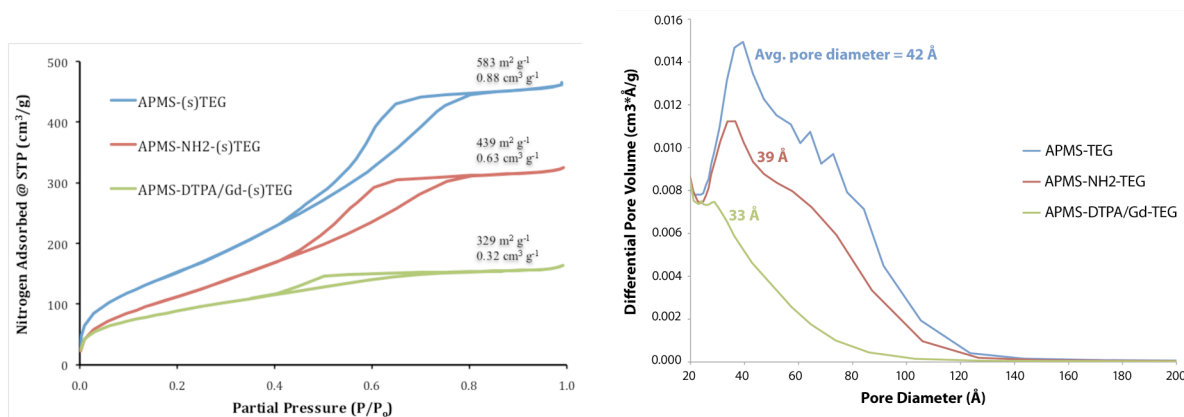 500
400
300
200
100
0
Nitrogen Adsorbed @ STP (cm³/g)
APMS-(s)TEG
APMS-NH2-(s)TEG
APMS-DTPA/Gd-(s)TEG
583 m² g⁻¹
0.88 cm³ g⁻¹
439 m² g⁻¹
0.63 cm³ g⁻¹
329 m² g⁻¹
0.32 cm³ g⁻¹
0.0 0.2 0.4 0.6 0.8 1.0
Partial Pressure (P/Pₒ)
0.016
0.014
0.012
0.010
0.008
0.006
0.004
0.002
0.000
Differential Pore Volume (cm3*Å/g)
Avg. pore diameter = 42 Å
39 Å
33 Å
APMS-TEG
APMS-NH2-TEG
APMS-DTPA/Gd-TEG
20 40 60 80 100 120 140 160 180 200
Pore Diameter (Å)